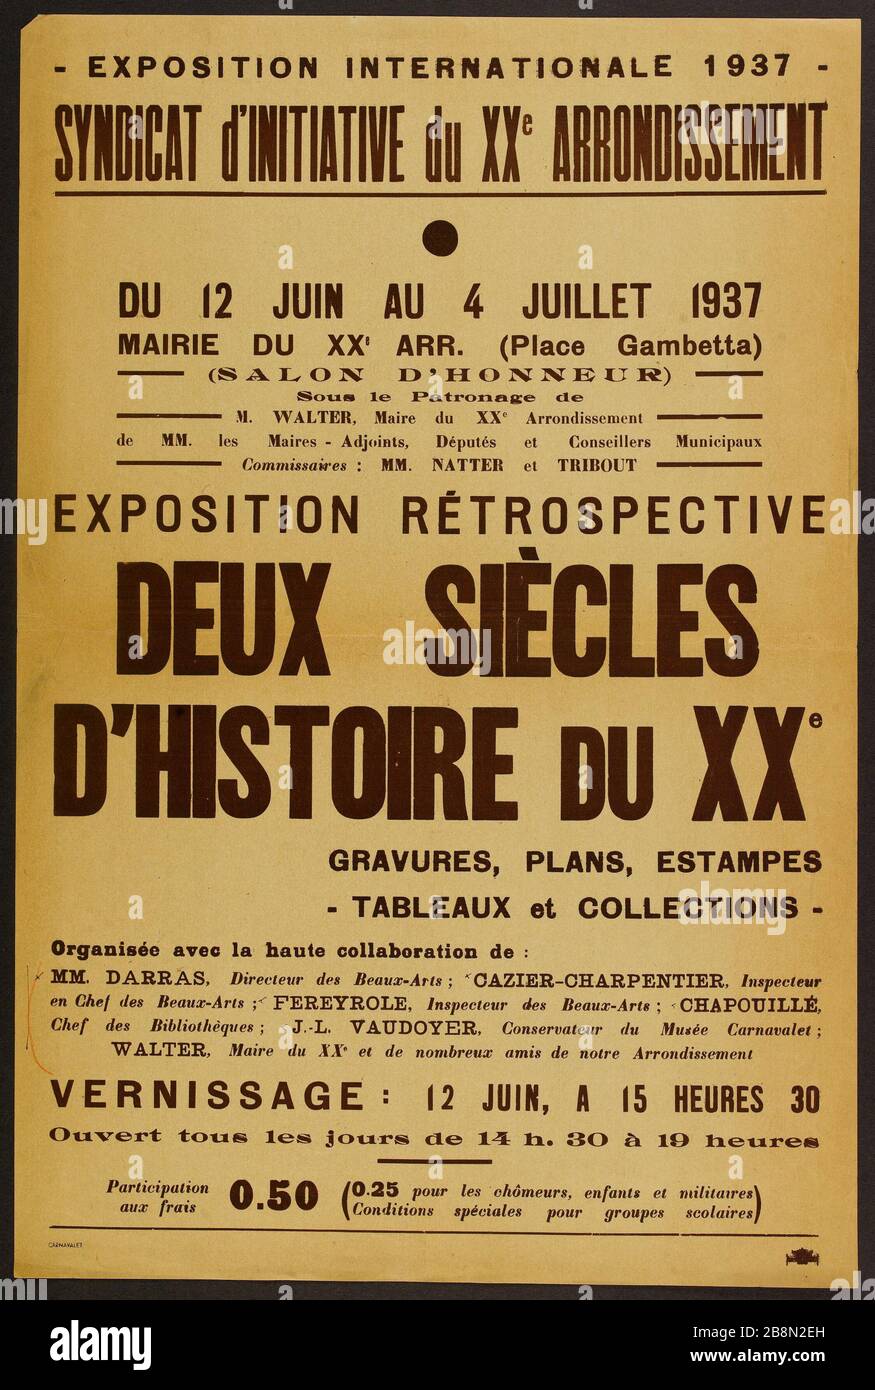 - EXPOSITION INTERNATIONALE 1937 -
SYNDICAT d'INITIATIVE du XXe ARRONDISSEMENT
DU 12 JUIN AU 4 JUILLET 1937
MAIRIE DU XXe ARR. (Place Gambetta)
(SALON D'HONNEUR)
Sous le Patronage de
M. WALTER, Maire du XXe Arrondissement
de MM. les Maires - Adjoints, Députés et Conseillers Municipaux
Commissaires : MM. NATTER et TRIBOUT
EXPOSITION RÉTROSPECTIVE
DEUX SIÈCLES
D'HISTOIRE DU XXe
GRAVURES, PLANS, ESTAMPES
- TABLEAUX et COLLECTIONS -
Organisée avec la haute collaboration de :
MM. DARRAS, Directeur des Beaux-Arts ; CAZIER-CHARPENTIER, Inspecteur
en Chef des Beaux-Arts ; FEREYROLE, Inspecteur des Beaux-Arts ; CHAPOUILLÉ,
Chef des Bibliothèques ; J.-L. VAUDOYER, Conservateur du Musée Carnavalet ;
WALTER, Maire du XXe et de nombreux amis de notre Arrondissement
VERNISSAGE : 12 JUIN, A 15 HEURES 30
Ouvert tous les jours de 14 h. 30 à 19 heures
Participation aux frais 0.50 (0.25 pour les chômeurs, enfants et militaires)
(Conditions spéciales pour groupes scolaires)
CARNAVALET
alamy
Image ID: 2B8N2EH
www.alamy.com